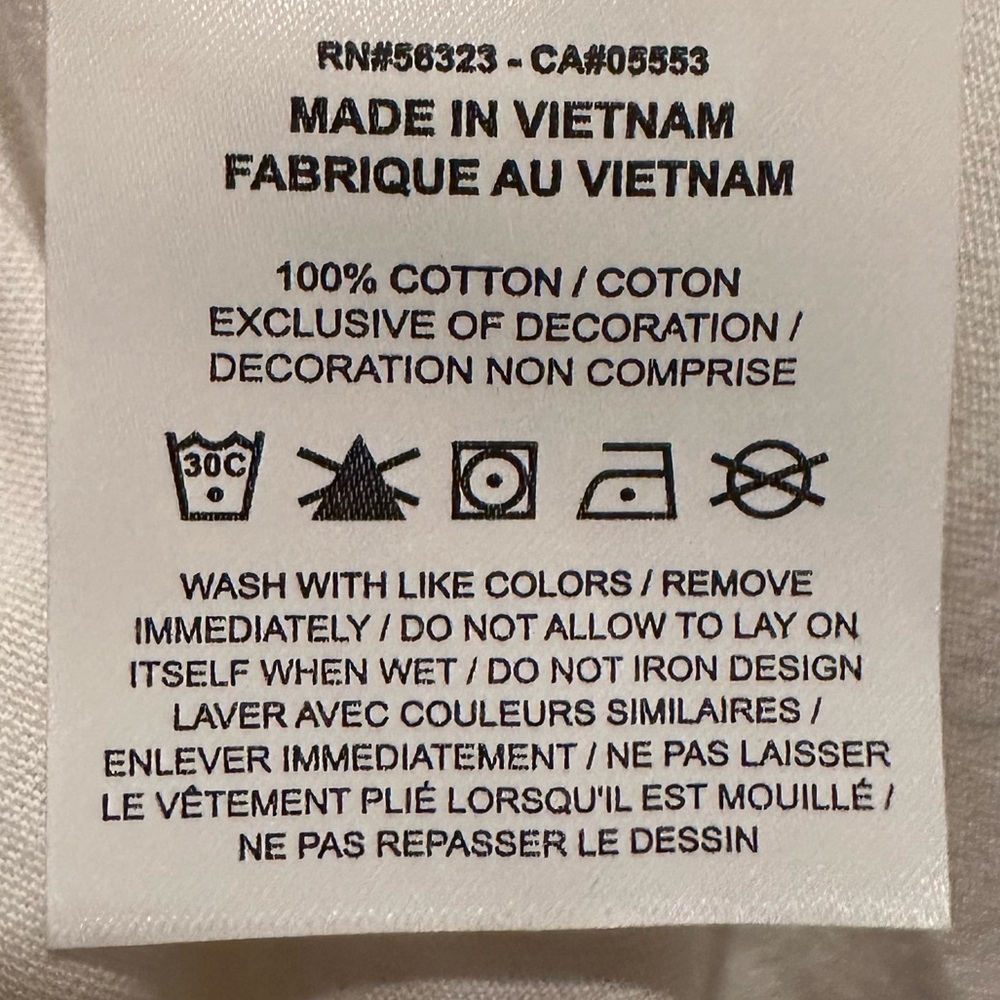 RN#56323 - CA#05553
MADE IN VIETNAM
FABRIQUE AU VIETNAM
100% COTTON / COTON
EXCLUSIVE OF DECORATION /
DECORATION NON COMPRISE
30C
WASH WITH LIKE COLORS / REMOVE
IMMEDIATELY / DO NOT ALLOW TO LAY ON
ITSELF WHEN WET / DO NOT IRON DESIGN
LAVER AVEC COULEURS SIMILAIRES /
ENLEVER IMMEDIATEMENT / NE PAS LAISSER
LE VÊTEMENT PLIÉ LORSQU'IL EST MOUILLÉ /
NE PAS REPASSER LE DESSIN